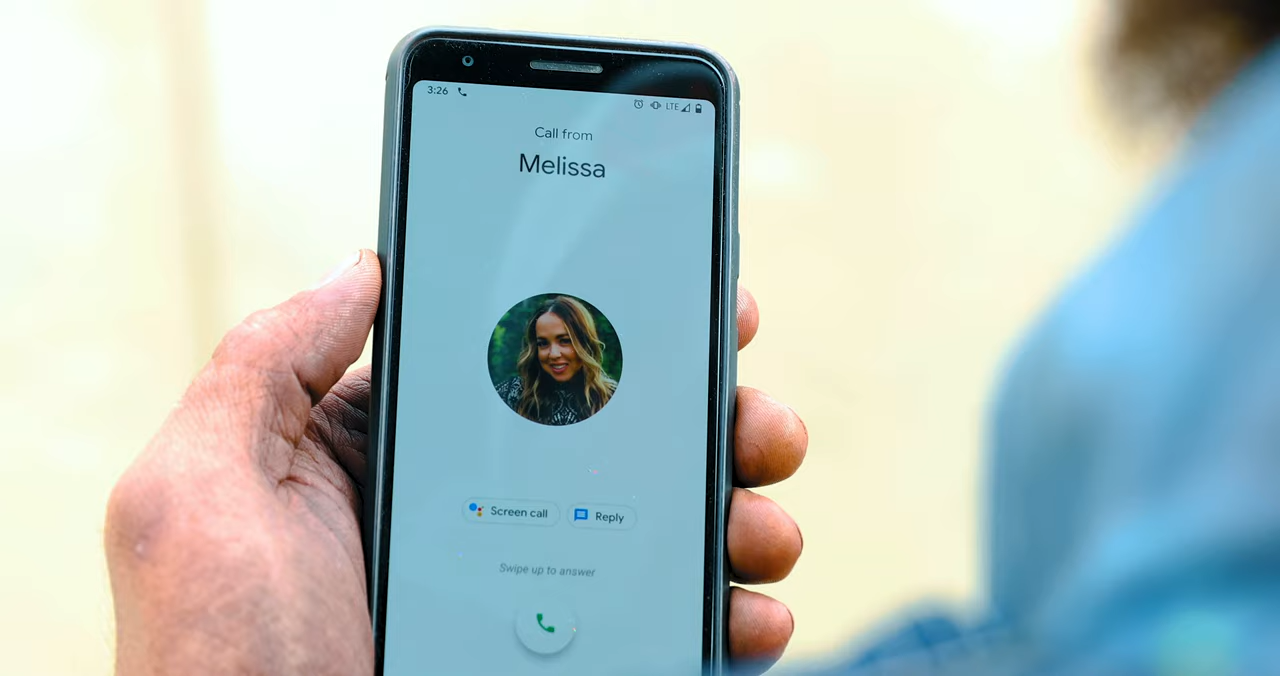 3:26
LTE
Call from
Melissa
Screen call
Reply
Swipe up to answer